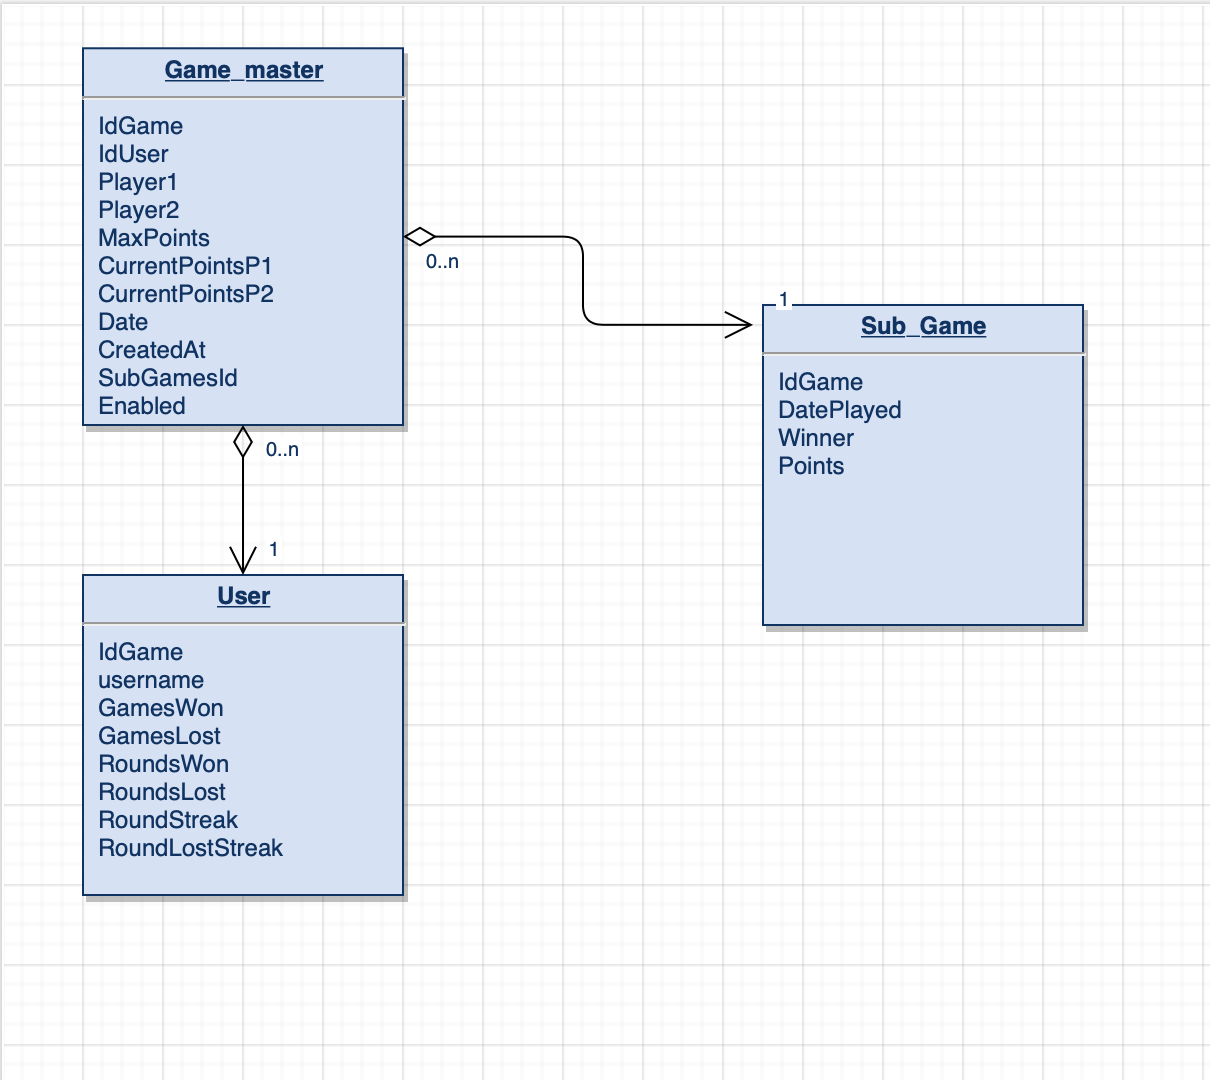 Game_master
IdGame
IdUser
Player1
Player2
MaxPoints
CurrentPointsP1
CurrentPointsP2
Date
CreatedAt
SubGamesId
Enabled
0..n
1
Sub_Game
IdGame
DatePlayed
Winner
Points
0..n
1
User
IdGame
username
GamesWon
GamesLost
RoundsWon
RoundsLost
RoundStreak
RoundLostStreak